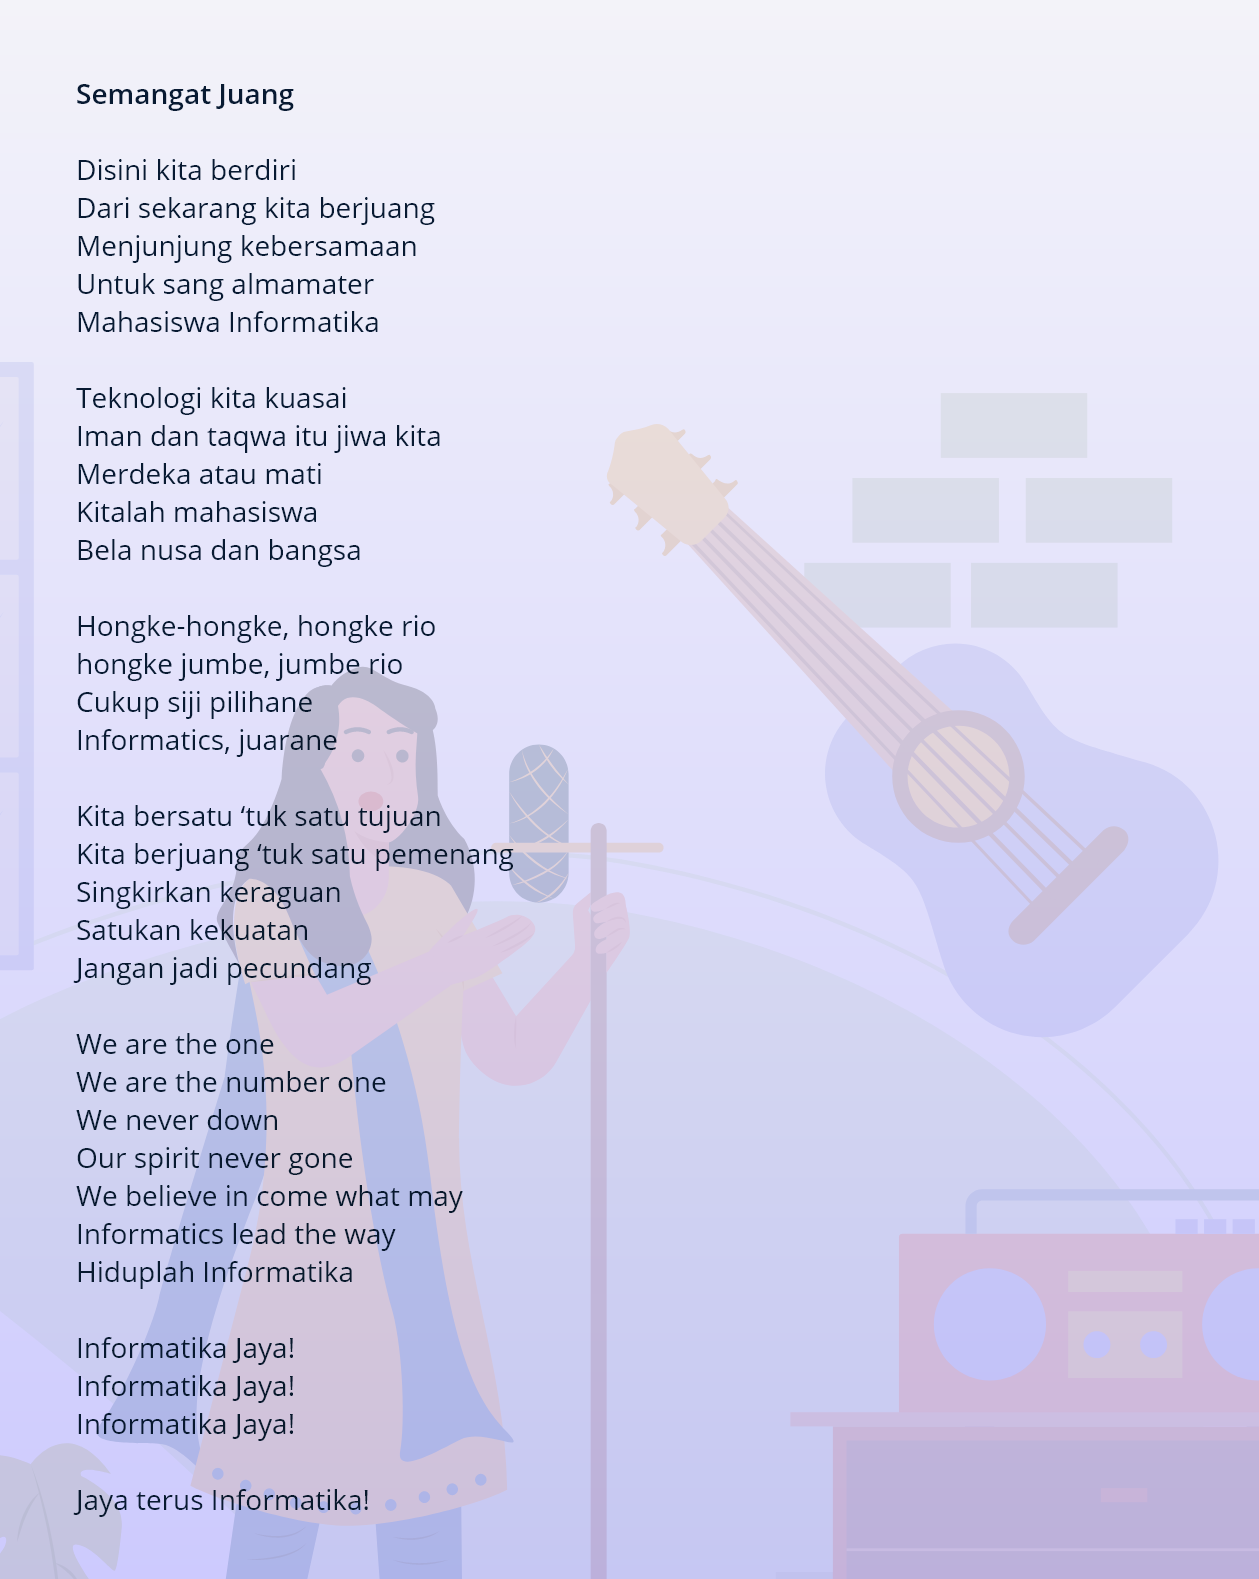 Semangat Juang
Disini kita berdiri
Dari sekarang kita berjuang
Menjunjung kebersamaan
Untuk sang almamater
Mahasiswa Informatika
Teknologi kita kuasai
Iman dan taqwa itu jiwa kita
Merdeka atau mati
Kitalah mahasiswa
Bela nusa dan bangsa
Hongke-hongke, hongke rio
hongke jumbe, jumbe rio
Cukup siji pilihane
Informatics, juarane
Kita bersatu ‘tuk satu tujuan
Kita berjuang ‘tuk satu pemenang
Singkirkan keraguan
Satukan kekuatan
Jangan jadi pecundang
We are the one
We are the number one
We never down
Our spirit never gone
We believe in come what may
Informatics lead the way
Hiduplah Informatika
Informatika Jaya!
Informatika Jaya!
Informatika Jaya!
Jaya terus Informatika!